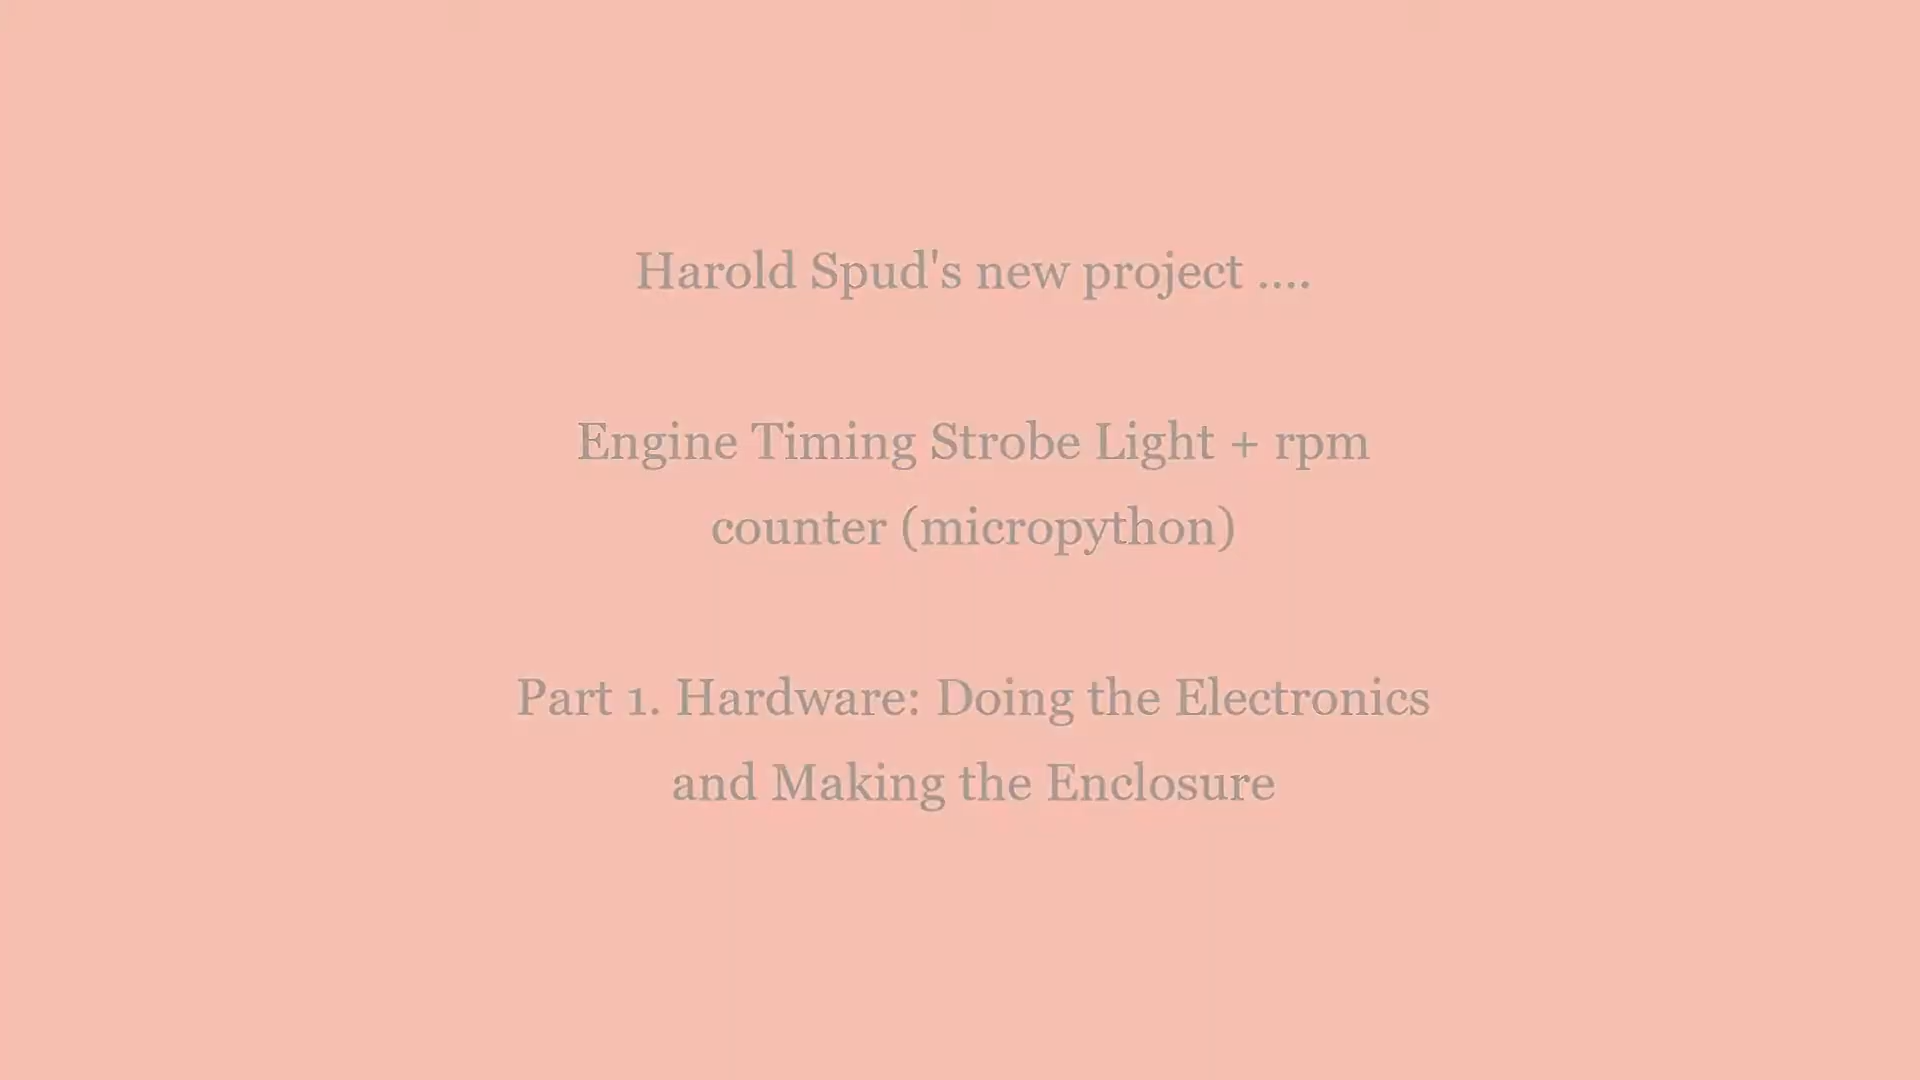 Harold Spud's new project ....
Engine Timing Strobe Light + rpm
counter (micropython)
Part 1. Hardware: Doing the Electronics
and Making the Enclosure